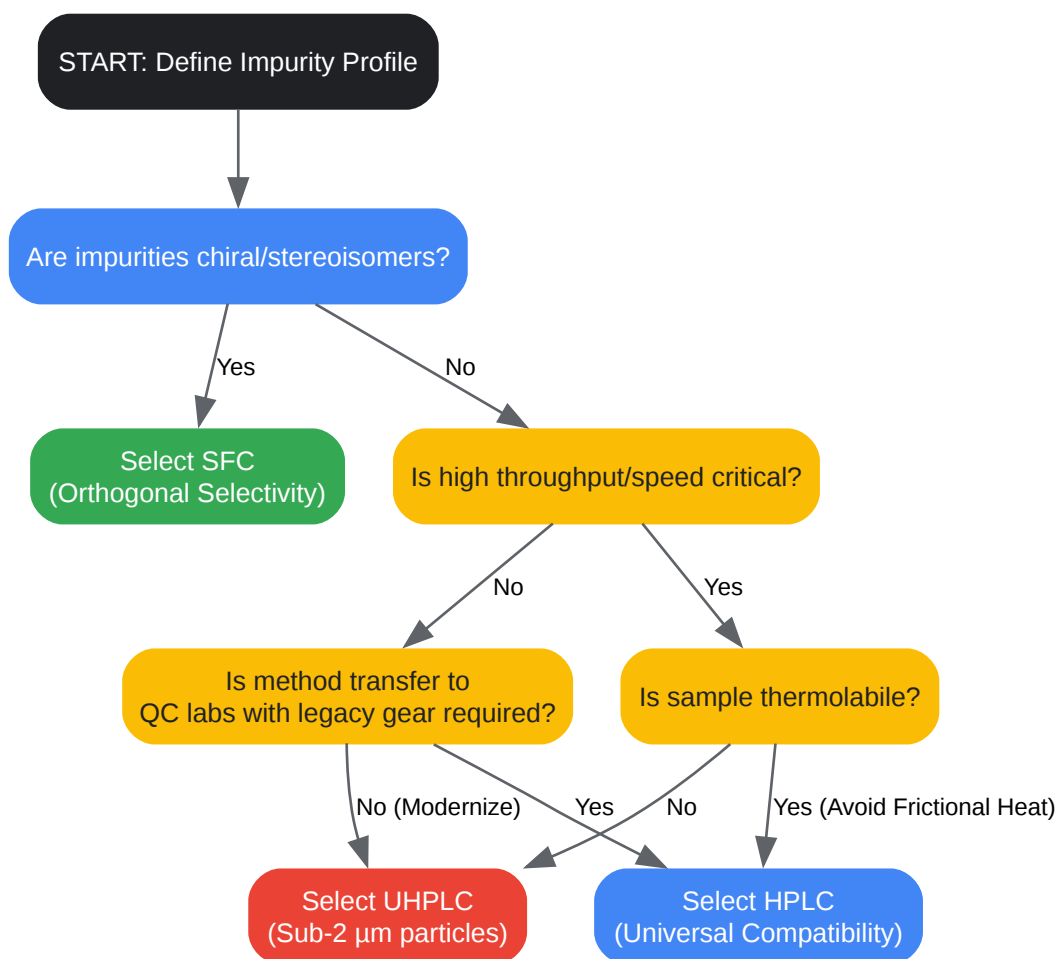 START: Define Impurity Profile
Are impurities chiral/stereoisomers?
Yes
No
Select SFC
(Orthogonal Selectivity)
Is high throughput/speed critical?
No
Yes
Is method transfer to
QC labs with legacy gear required?
Is sample thermolabile?
No (Modernize)
Yes
No
Yes (Avoid Frictional Heat)
Select UHPLC
(Sub-2 µm particles)
Select HPLC
(Universal Compatibility)